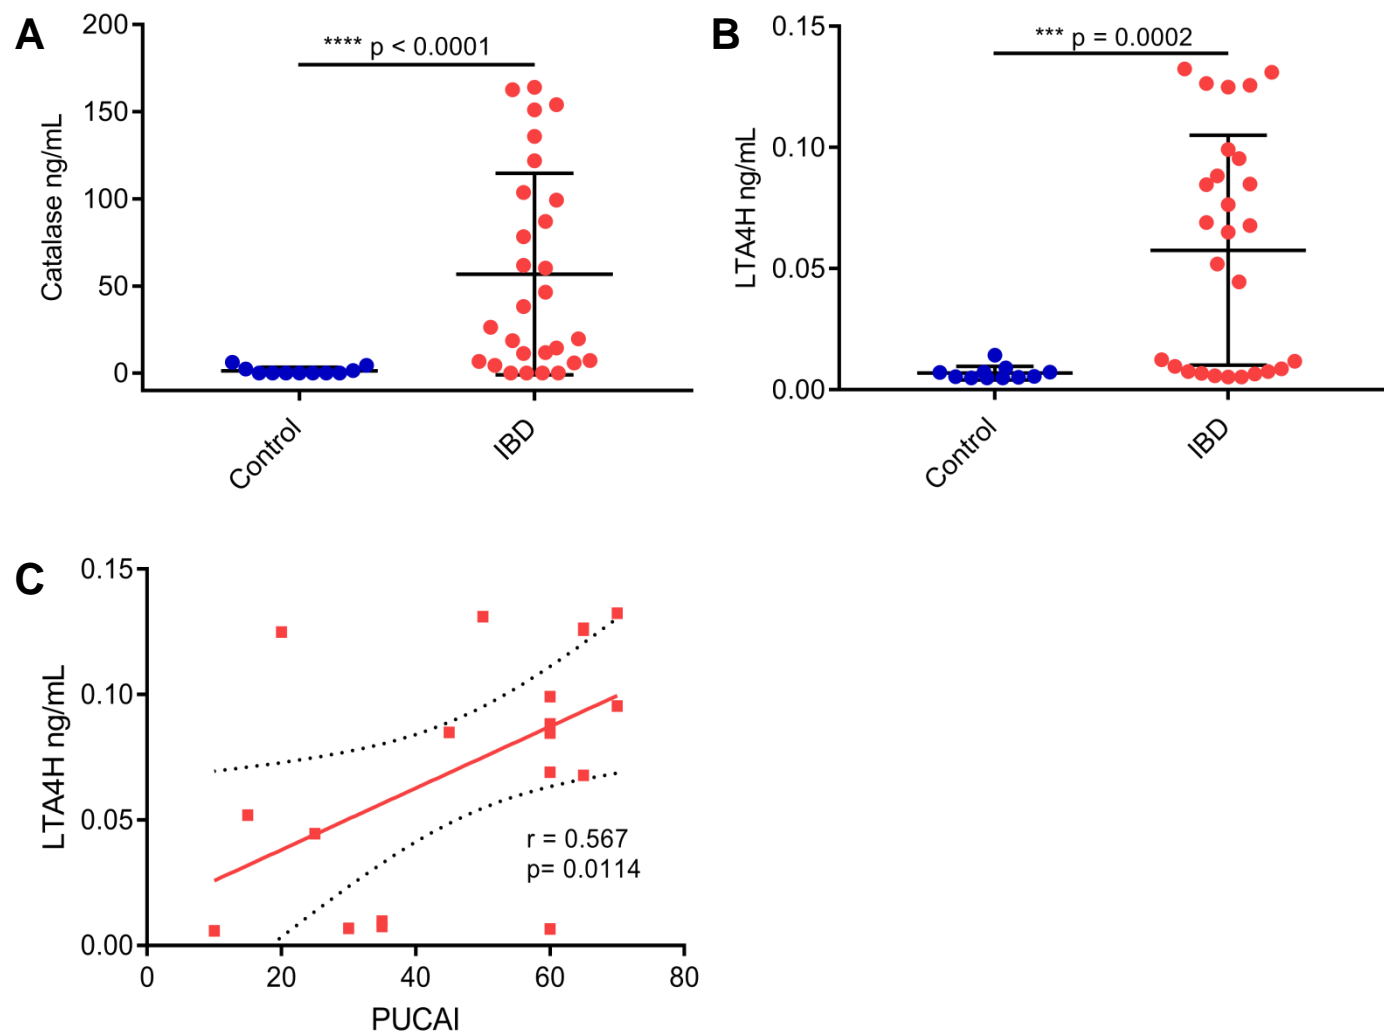 A
200
150
100
50
0
Catalase ng/mL
**** p < 0.0001
Control
IBD
B
0.15
0.10
0.05
0.00
LTA4H ng/mL
*** p = 0.0002
Control
IBD
C
0.15
0.10
0.05
0.00
LTA4H ng/mL
r = 0.567
p= 0.0114
0 20 40 60 80
PUCAI